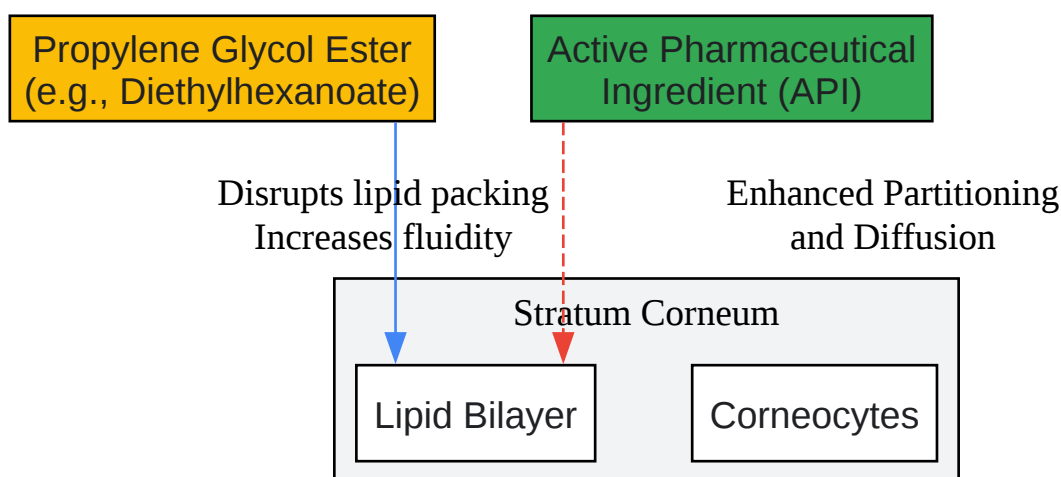 Propylene Glycol Ester
(e.g., Diethylhexanoate)
Active Pharmaceutical
Ingredient (API)
Disrupts lipid packing
Increases fluidity
Enhanced Partitioning
and Diffusion
Stratum Corneum
Lipid Bilayer
Corneocytes